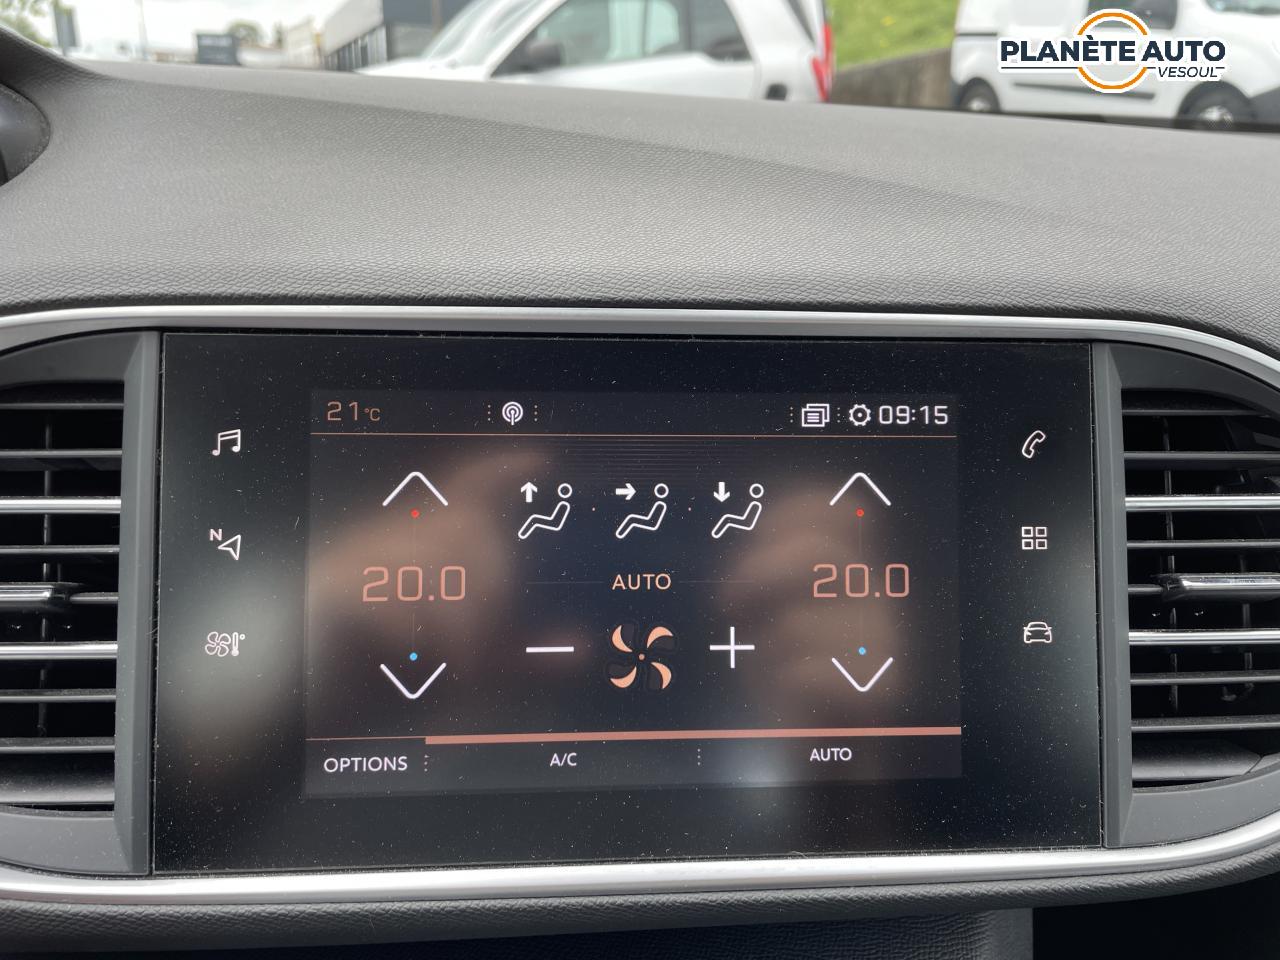 PLANÈTE AUTO
VESOUL
21°C
09:15
N
20.0
AUTO
20.0
OPTIONS
A/C
AUTO